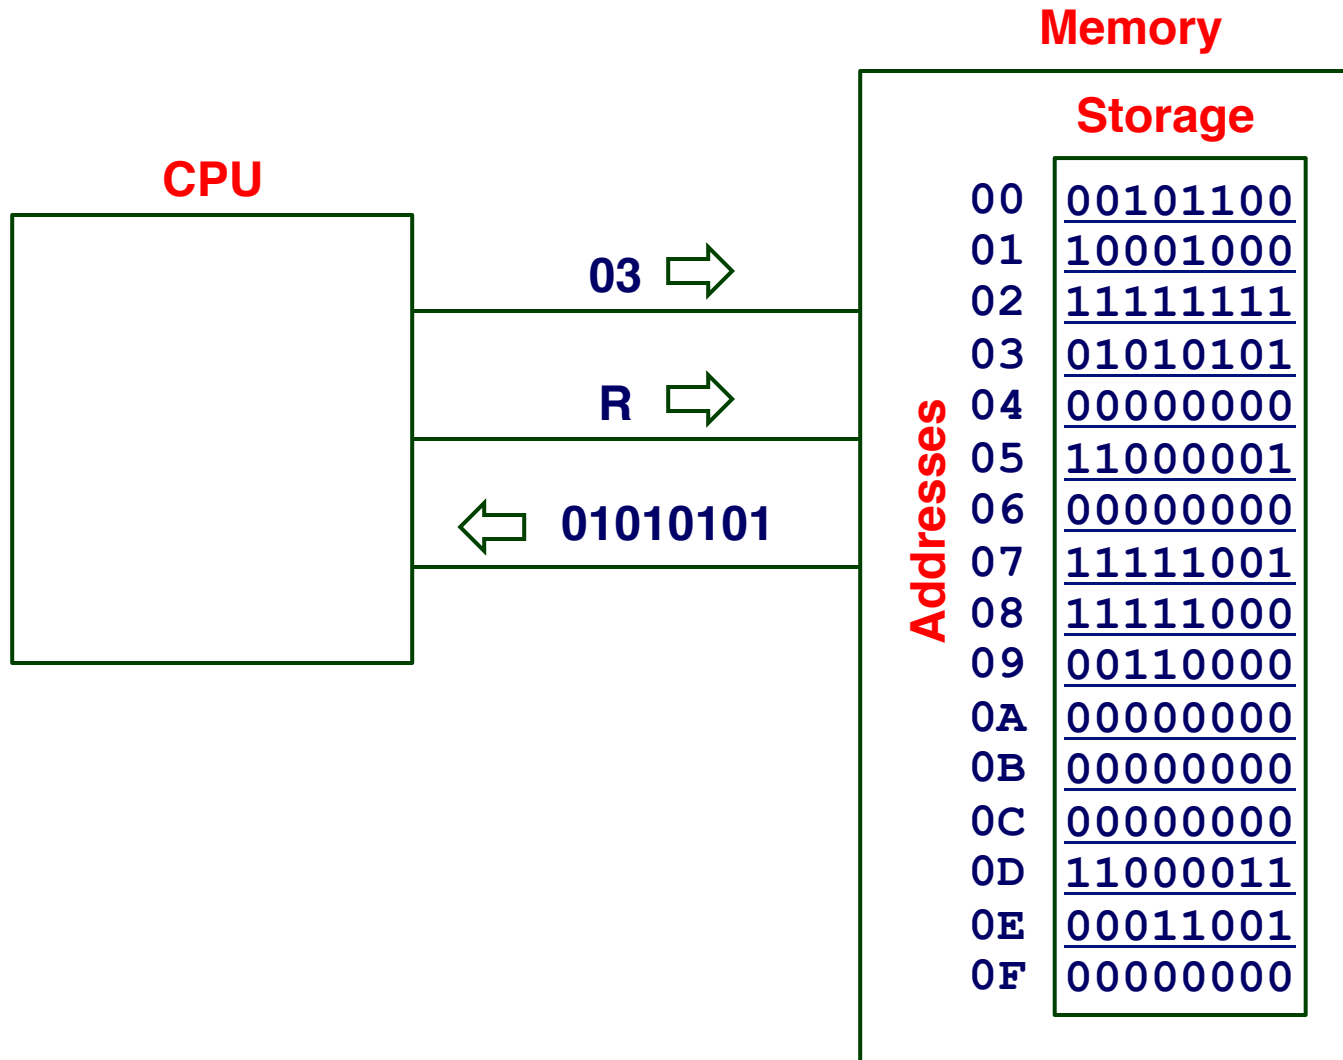 Memory
Storage
CPU
03
R
01010101
Addresses
00 00101100
01 10001000
02 11111111
03 01010101
04 00000000
05 11000001
06 00000000
07 11111001
08 11111000
09 00110000
0A 00000000
0B 00000000
0C 00000000
0D 11000011
0E 00011001
0F 00000000